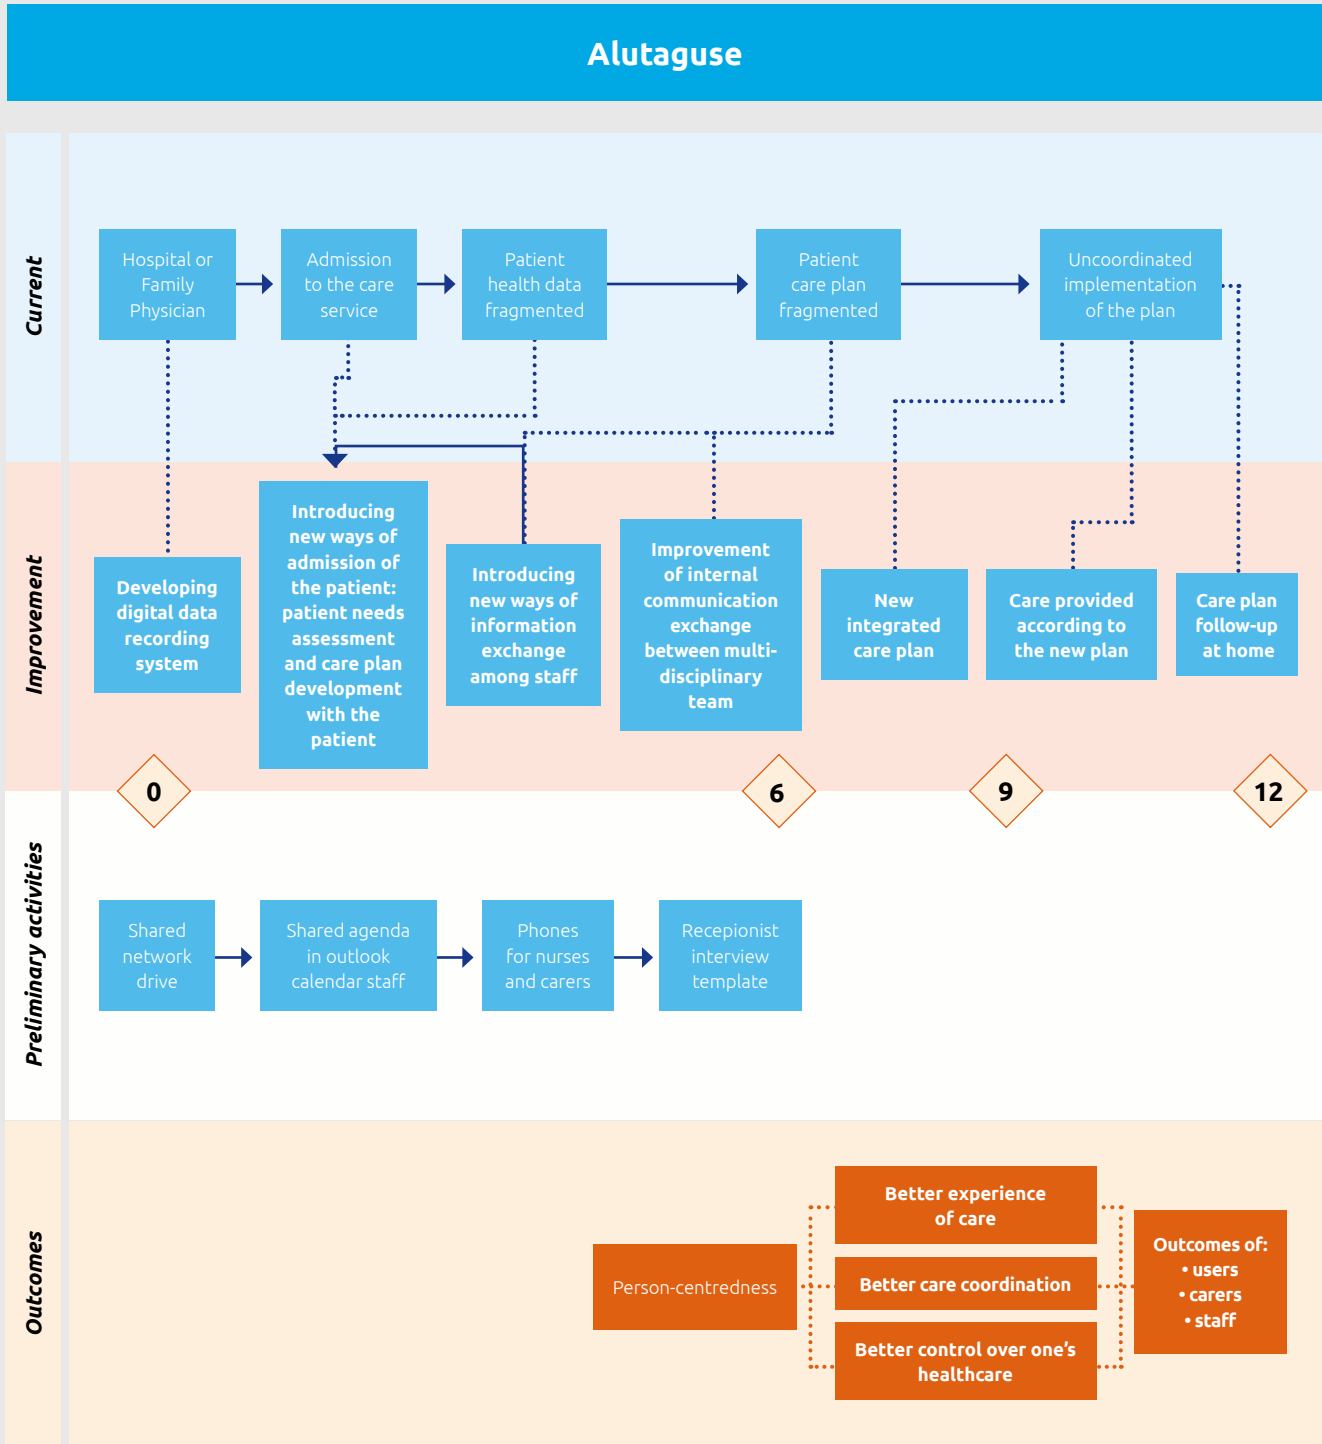 Alutaguse
Current
Hospital or
Family
Physician
Admission
to the care
service
Patient
health data
fragmented
Patient
care plan
fragmented
Uncoordinated
implementation
of the plan
Improvement
Developing
digital data
recording
system
Introducing
new ways of
admission of
the patient:
patient needs
assessment
and care plan
development
with the
patient
Introducing
new ways of
information
exchange
among staff
Improvement
of internal
communication
exchange
between multi-
disciplinary
team
New
integrated
care plan
Care provided
according to
the new plan
Care plan
follow-up
at home
0
6
9
12
Preliminary activities
Shared
network
drive
Shared agenda
in outlook
calendar staff
Phones
for nurses
and carers
Recepionist
interview
template
Outcomes
Person-centredness
Better experience
of care
Better care coordination
Better control over one's
healthcare
Outcomes of:
• users
• carers
• staff